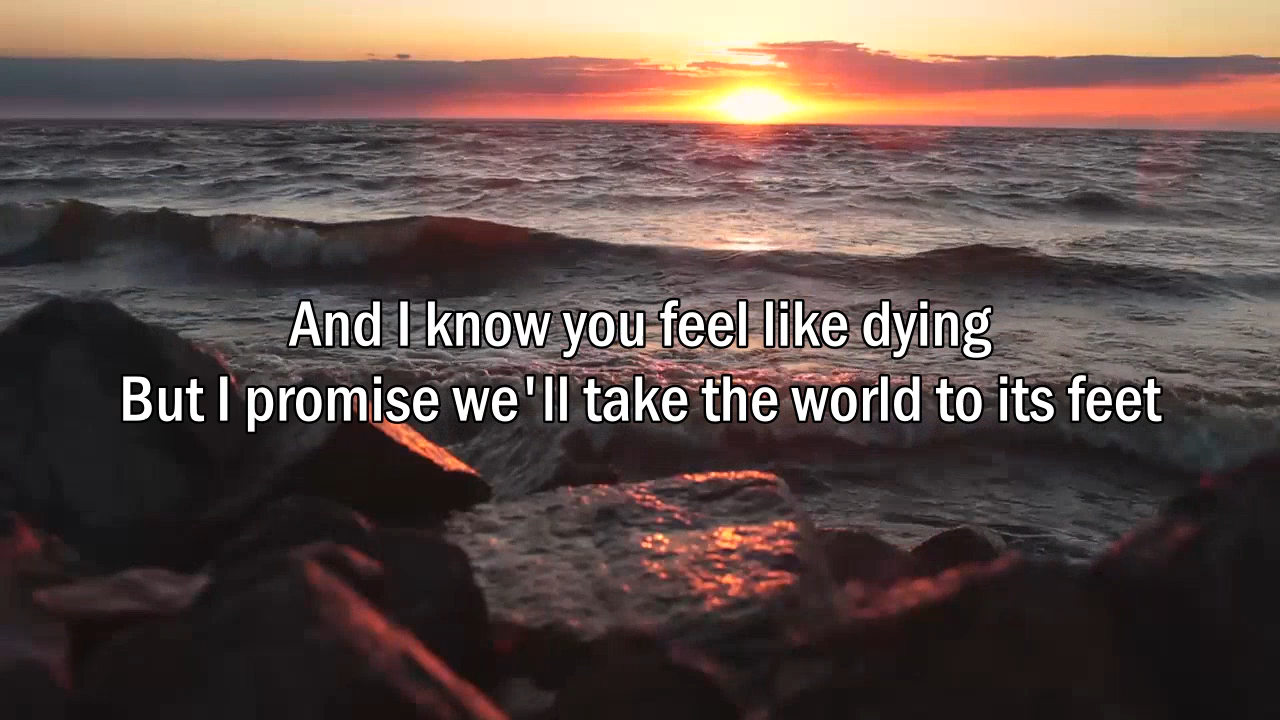 And I know you feel like dying
But I promise we'll take the world to its feet